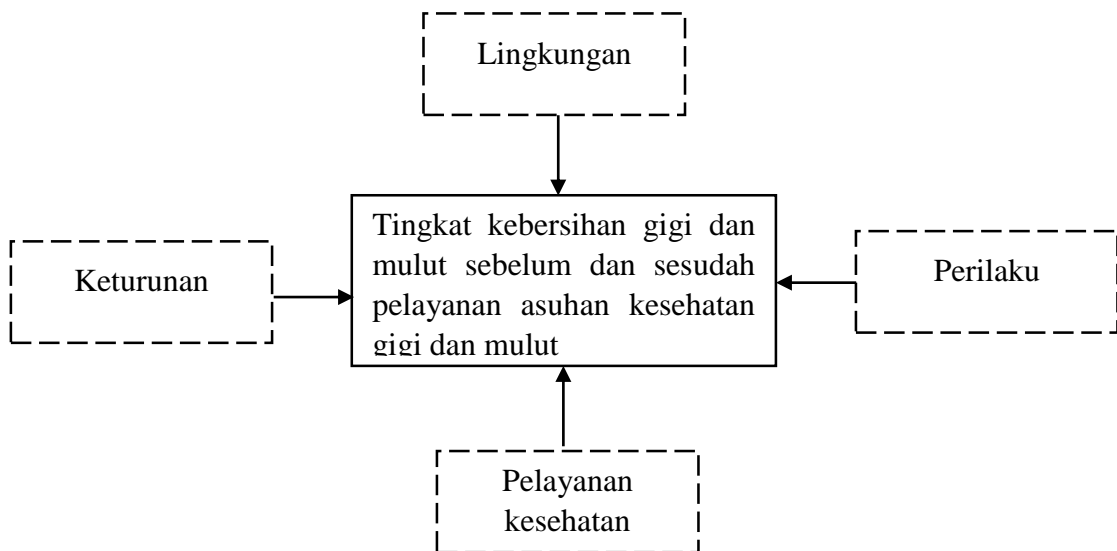 Lingkungan
Keturunan
Tingkat kebersihan gigi dan
mulut sebelum dan sesudah
pelayanan asuhan kesehatan
gigi dan mulut
Perilaku
Pelayanan
kesehatan